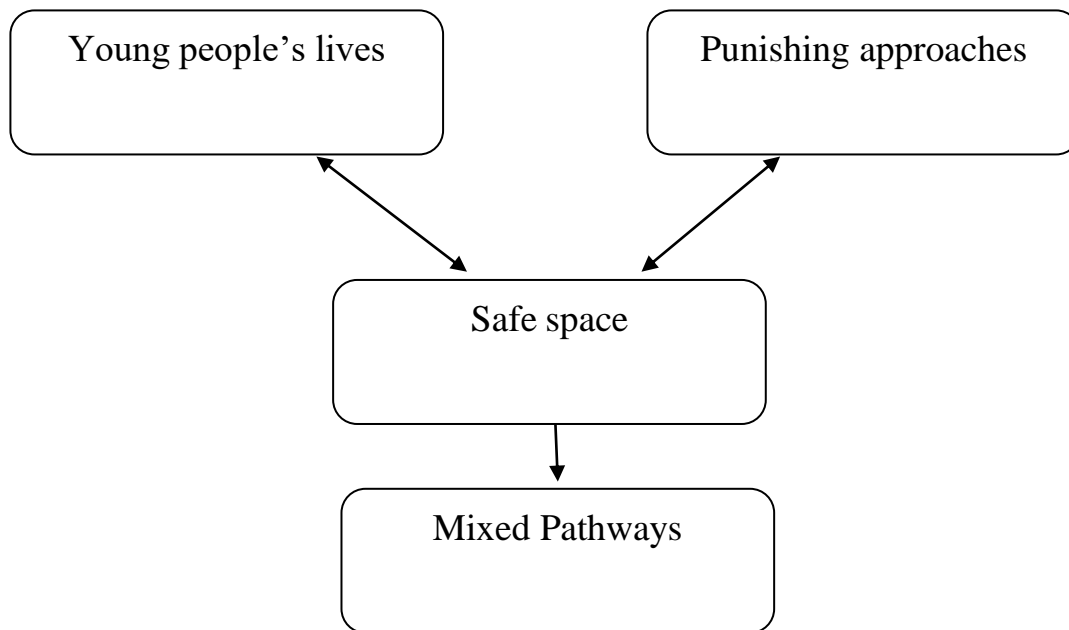 Young people’s lives
Punishing approaches
Safe space
Mixed Pathways